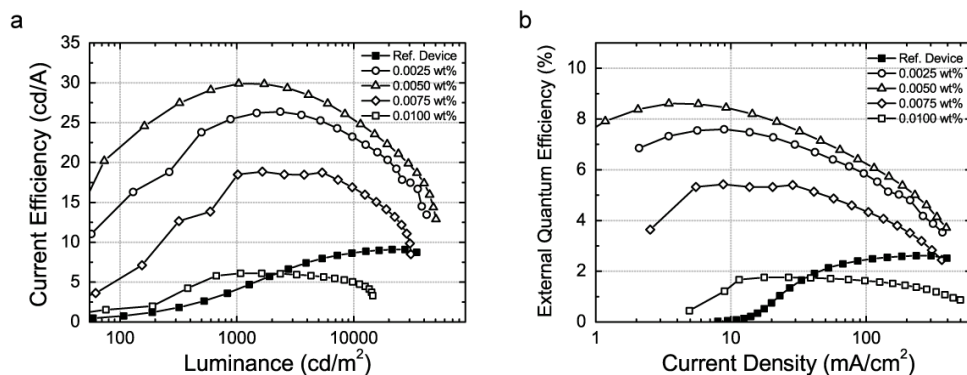 a
Current Efficiency (cd/A)
35
30
25
20
15
10
5
0
100
1000
10000
Luminance (cd/m²)
Ref. Device
0.0025 wt%
0.0050 wt%
0.0075 wt%
0.0100 wt%
b
External Quantum Efficiency (%)
10
8
6
4
2
0
1
10
100
Current Density (mA/cm²)
Ref. Device
0.0025 wt%
0.0050 wt%
0.0075 wt%
0.0100 wt%